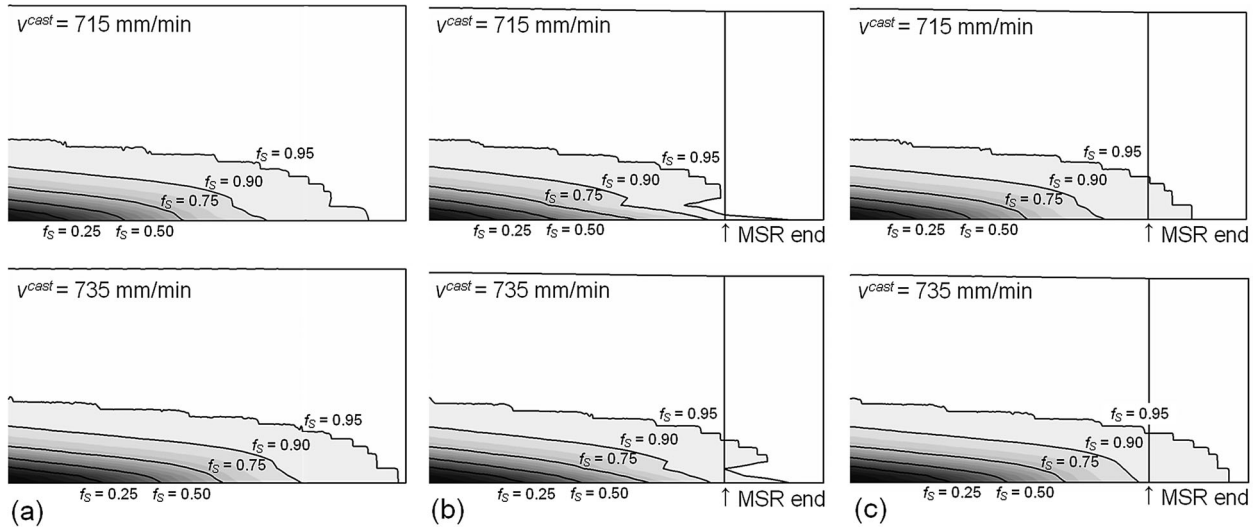 v^cast = 715 mm/min
f_S = 0.95
f_S = 0.90
f_S = 0.75
f_S = 0.25 f_S = 0.50
v^cast = 715 mm/min
f_S = 0.95
f_S = 0.90
f_S = 0.75
f_S = 0.25 f_S = 0.50
↑ MSR end
v^cast = 715 mm/min
f_S = 0.95
f_S = 0.90
f_S = 0.75
f_S = 0.25 f_S = 0.50
↑ MSR end
v^cast = 735 mm/min
f_S = 0.95
f_S = 0.90
f_S = 0.75
f_S = 0.25 f_S = 0.50
(a)
v^cast = 735 mm/min
f_S = 0.95
f_S = 0.90
f_S = 0.75
f_S = 0.25 f_S = 0.50
↑ MSR end
(b)
v^cast = 735 mm/min
f_S = 0.95
f_S = 0.90
f_S = 0.75
f_S = 0.25 f_S = 0.50
↑ MSR end
(c)